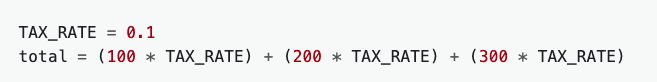 TAX_RATE = 0.1
total = (100 * TAX_RATE) + (200 * TAX_RATE) + (300 * TAX_RATE)